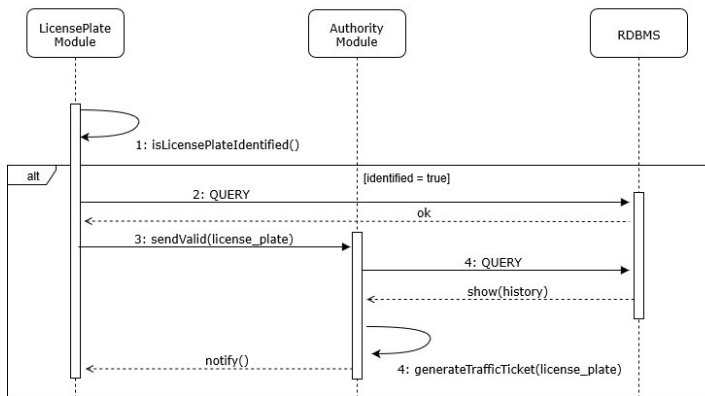 LicensePlate
Module
Authority
Module
RDBMS
1: isLicensePlateIdentified()
alt
[identified = true]
2: QUERY
ok
3: sendValid(license_plate)
4: QUERY
show(history)
notify()
4: generateTrafficTicket(license_plate)